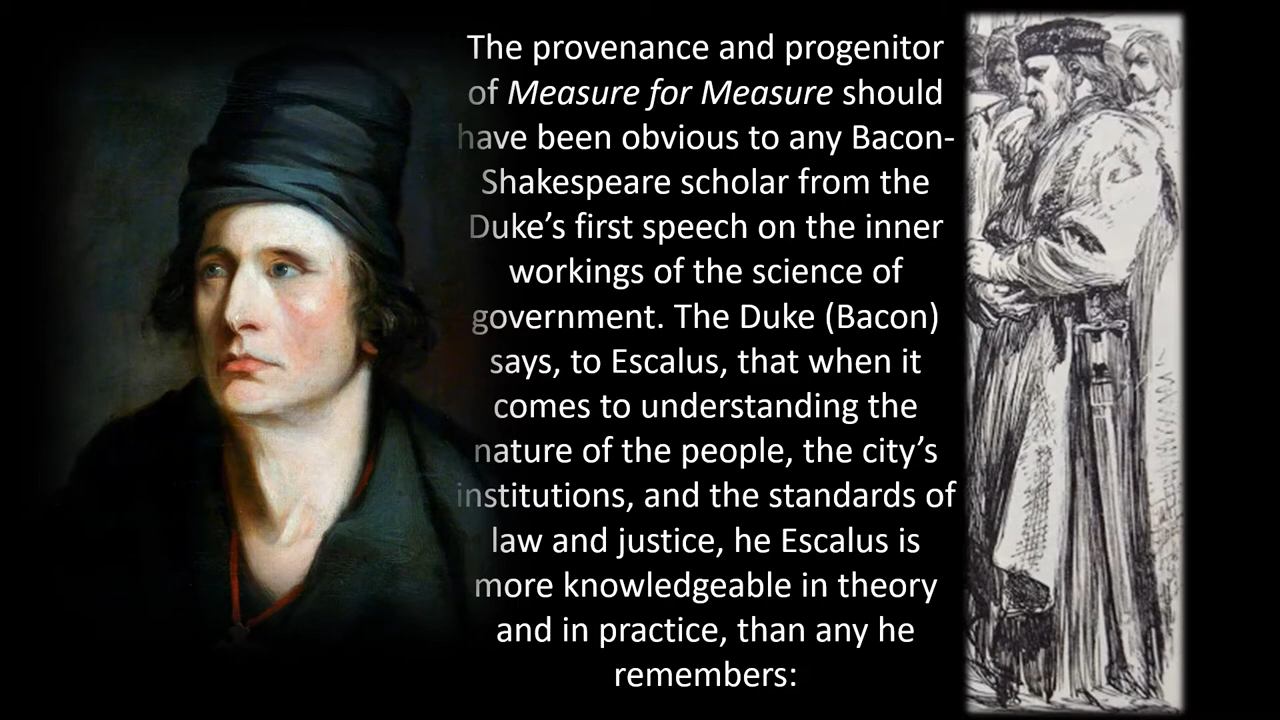 The provenance and progenitor
of Measure for Measure should
have been obvious to any Bacon-
Shakespeare scholar from the
Duke’s first speech on the inner
workings of the science of
government. The Duke (Bacon)
says, to Escalus, that when it
comes to understanding the
nature of the people, the city’s
institutions, and the standards of
law and justice, he Escalus is
more knowledgeable in theory
and in practice, than any he
remembers: